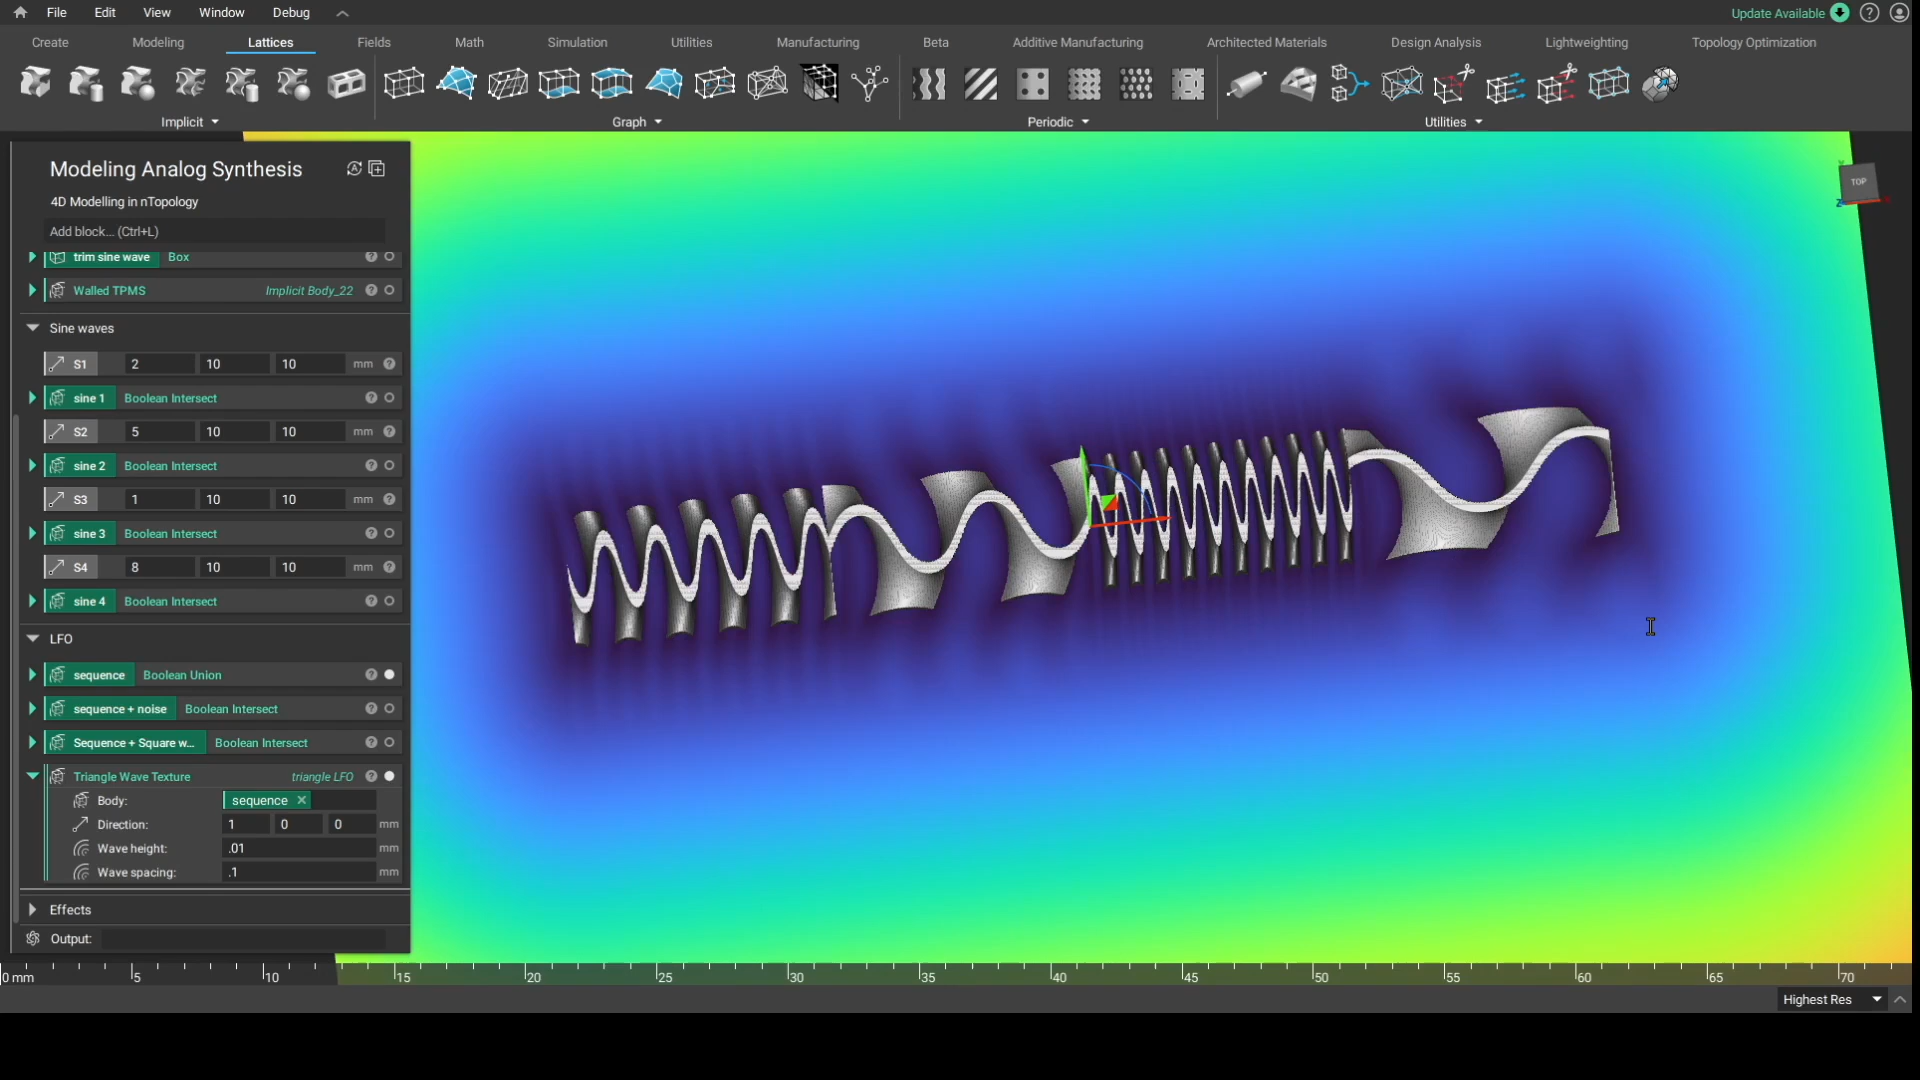 File Edit View Window Debug
Update Available
Create Modeling Lattices Fields Math Simulation Utilities Manufacturing Beta Additive Manufacturing Architected Materials Design Analysis Lightweighting Topology Optimization
Implicit Graph Periodic Utilities
Modeling Analog Synthesis
4D Modelling in nTopology
Add block... (Ctrl+L)
trim sine wave Box
Walled TPMS Implicit Body_22
Sine waves
S1 2 10 10 mm
sine 1 Boolean Intersect
S2 5 10 10 mm
sine 2 Boolean Intersect
S3 1 10 10 mm
sine 3 Boolean Intersect
S4 8 10 10 mm
sine 4 Boolean Intersect
LFO
sequence Boolean Union
sequence + noise Boolean Intersect
Sequence + Square w... Boolean Intersect
Triangle Wave Texture triangle LFO
Body: sequence
Direction: 1 0 0 mm
Wave height: .01 mm
Wave spacing: .1 mm
Effects
Output:
TOP
0 mm 5 10 15 20 25 30 35 40 45 50 55 60 65 70
Highest Res